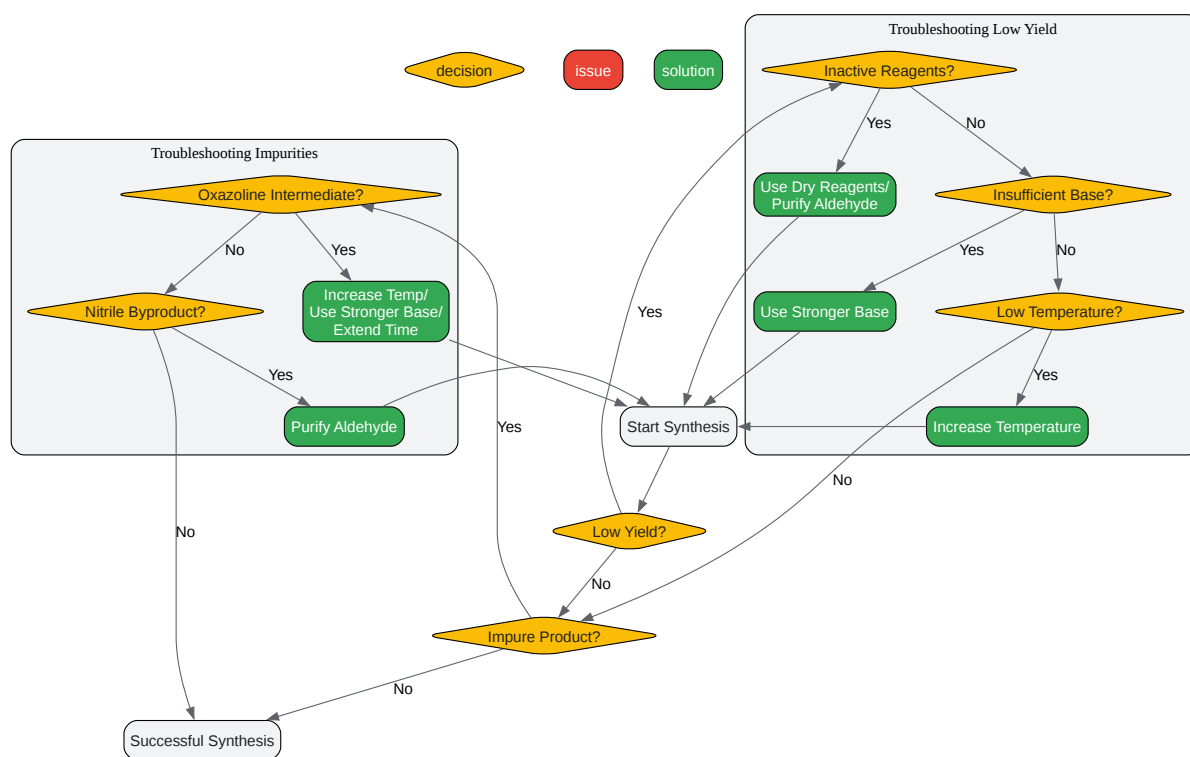 Troubleshooting Low Yield
decision
issue
solution
Inactive Reagents?
Yes
No
Troubleshooting Impurities
Oxazoline Intermediate?
Use Dry Reagents/
Purify Aldehyde
Insufficient Base?
No
Yes
Yes
No
Nitrile Byproduct?
Increase Temp/
Use Stronger Base/
Extend Time
Yes
Use Stronger Base
Low Temperature?
Yes
Yes
Purify Aldehyde
Start Synthesis
Increase Temperature
Yes
No
No
Low Yield?
No
Impure Product?
No
Successful Synthesis